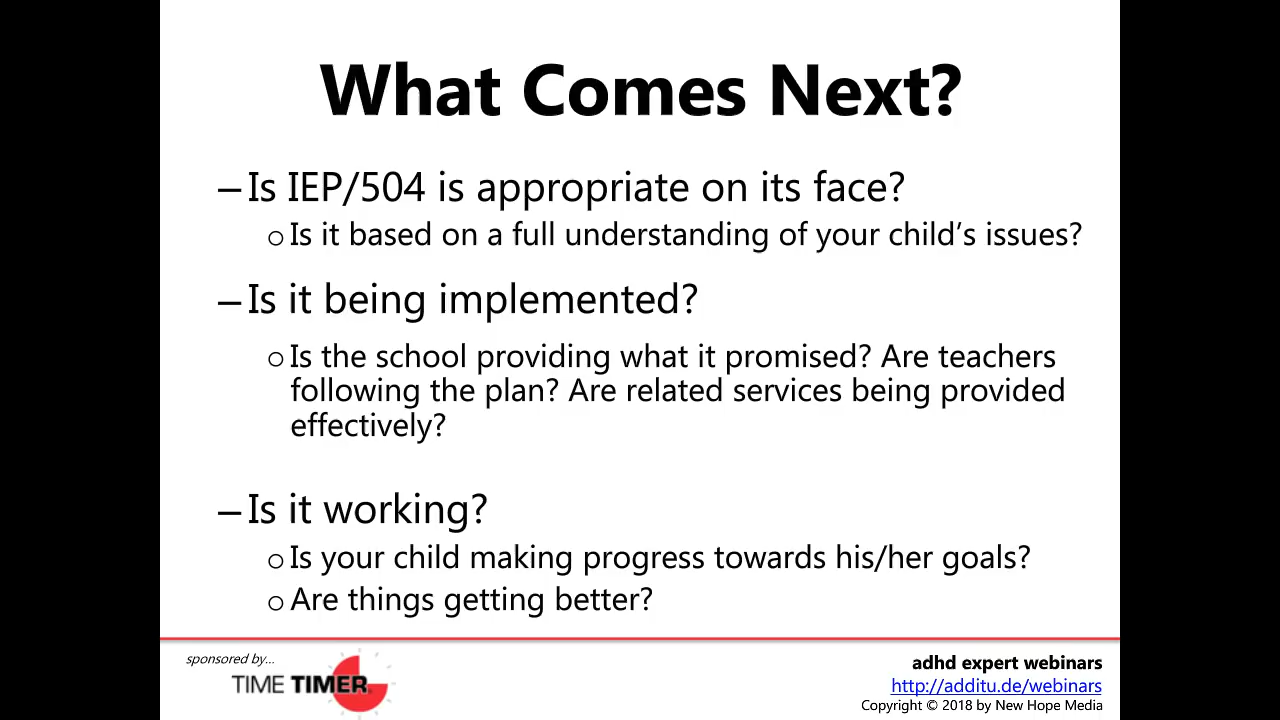 What Comes Next?
– Is IEP/504 is appropriate on its face?
o Is it based on a full understanding of your child’s issues?
– Is it being implemented?
o Is the school providing what it promised? Are teachers
following the plan? Are related services being provided
effectively?
– Is it working?
o Is your child making progress towards his/her goals?
o Are things getting better?
sponsored by...
TIME TIMER
adhd expert webinars
http://additu.de/webinars
Copyright © 2018 by New Hope Media